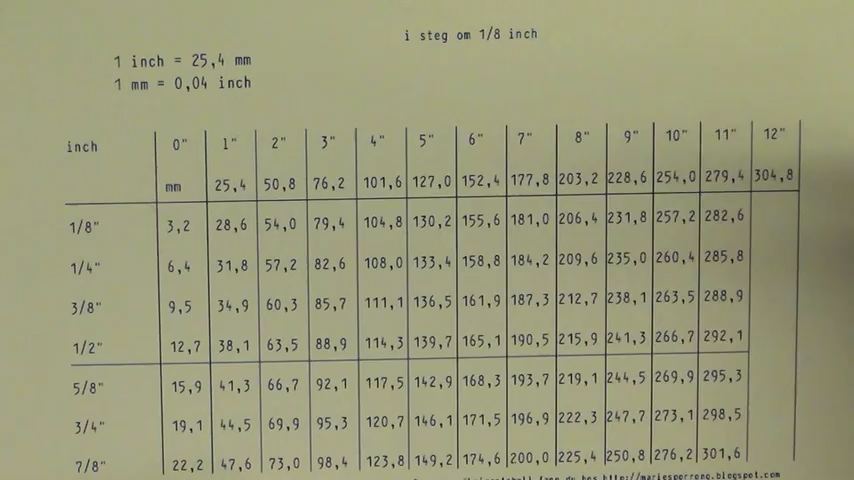 i steg om 1/8 inch
1 inch = 25,4 mm
1 mm = 0,04 inch
inch 0" 1" 2" 3" 4" 5" 6" 7" 8" 9" 10" 11" 12"
mm 25,4 50,8 76,2 101,6 127,0 152,4 177,8 203,2 228,6 254,0 279,4 304,8
1/8" 3,2 28,6 54,0 79,4 104,8 130,2 155,6 181,0 206,4 231,8 257,2 282,6
1/4" 6,4 31,8 57,2 82,6 108,0 133,4 158,8 184,2 209,6 235,0 260,4 285,8
3/8" 9,5 34,9 60,3 85,7 111,1 136,5 161,9 187,3 212,7 238,1 263,5 288,9
1/2" 12,7 38,1 63,5 88,9 114,3 139,7 165,1 190,5 215,9 241,3 266,7 292,1
5/8" 15,9 41,3 66,7 92,1 117,5 142,9 168,3 193,7 219,1 244,5 269,9 295,3
3/4" 19,1 44,5 69,9 95,3 120,7 146,1 171,5 196,9 222,3 247,7 273,1 298,5
7/8" 22,2 47,6 73,0 98,4 123,8 149,2 174,6 200,0 225,4 250,8 276,2 301,6
du hos